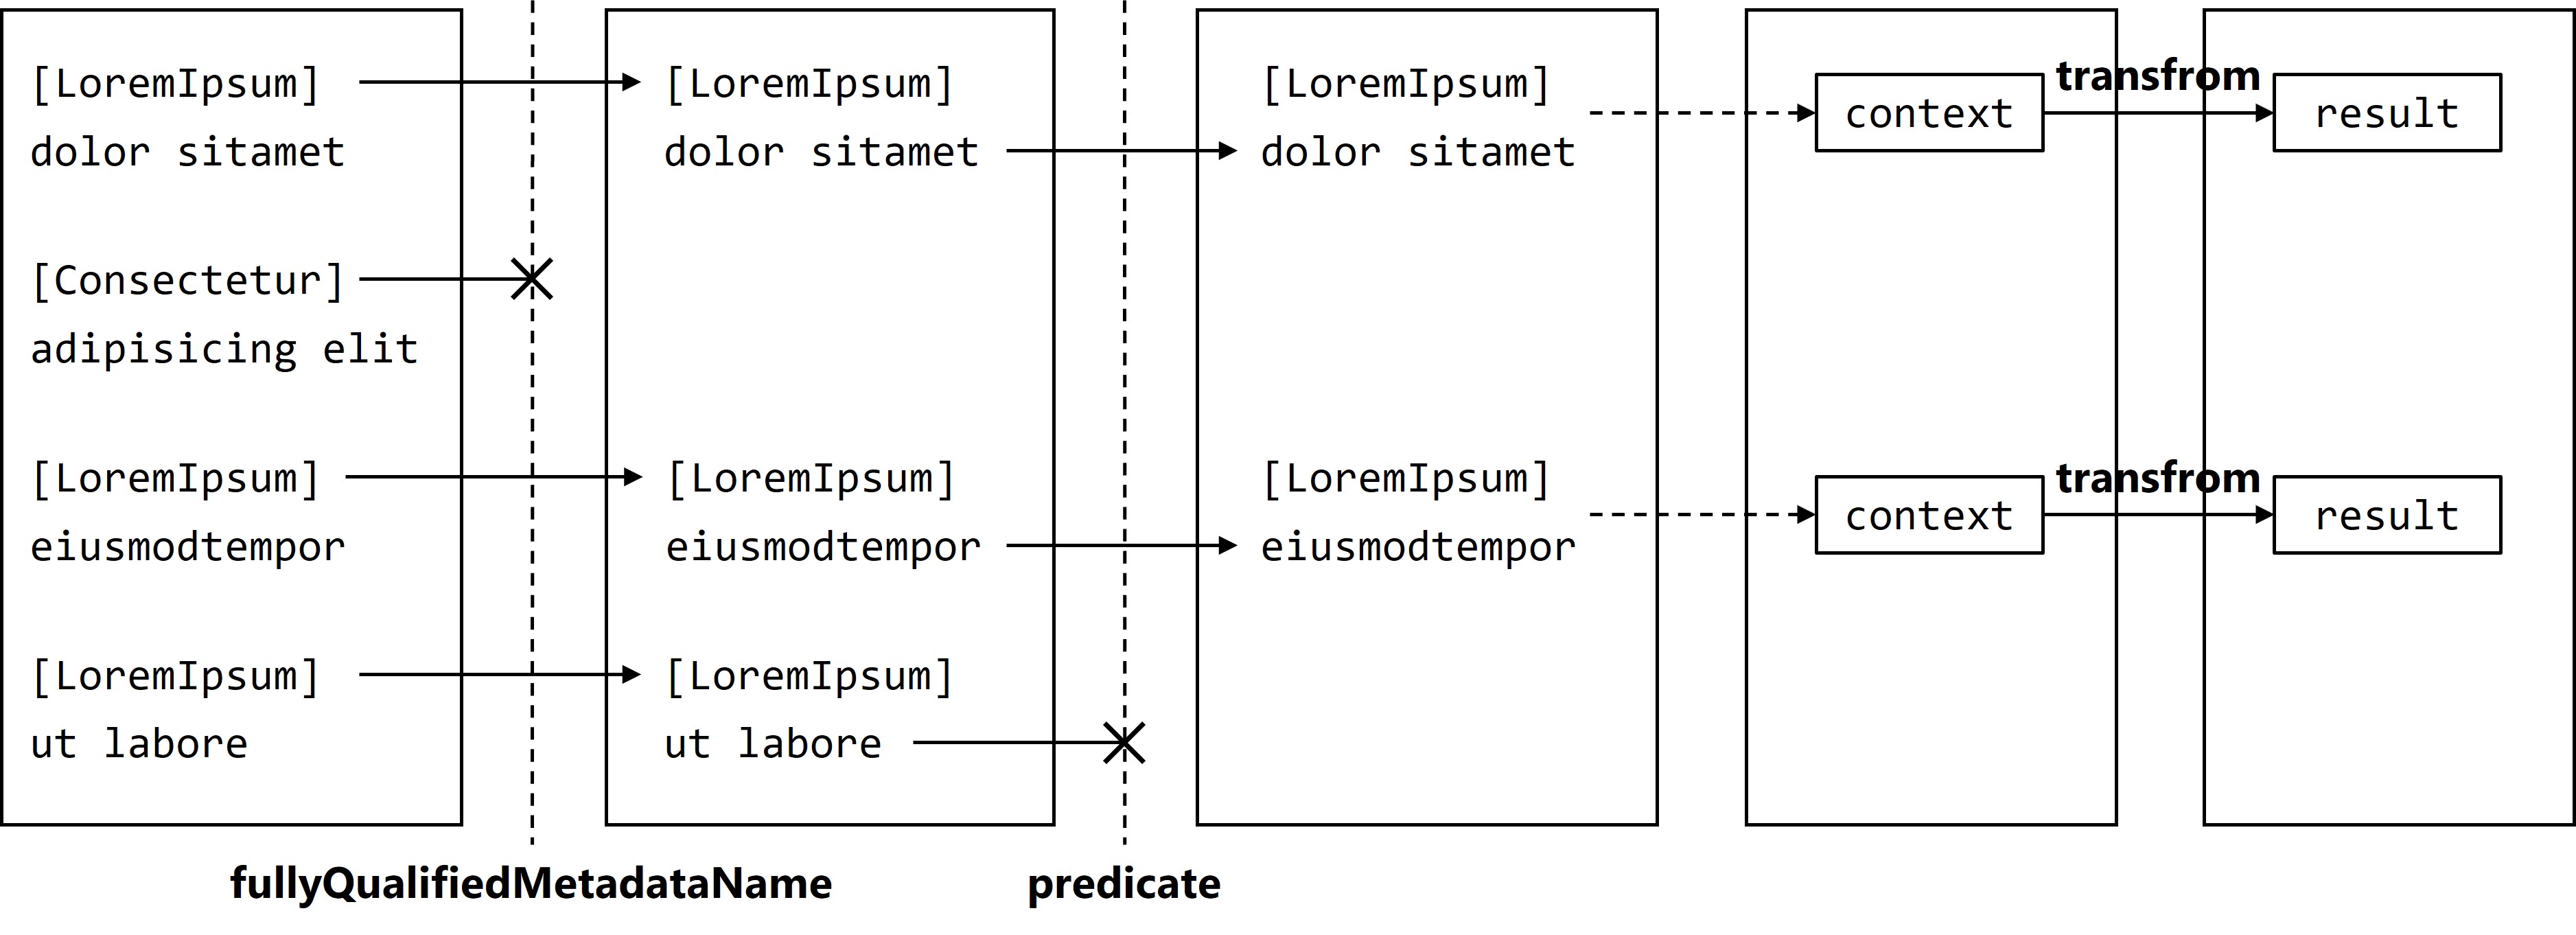 [LoremIpsum]
dolor sitamet
[Consectetur]
adipisicing elit
[LoremIpsum]
eiusmodtempor
[LoremIpsum]
ut labore
fullyQualifiedMetadataName
[LoremIpsum]
dolor sitamet
[LoremIpsum]
eiusmodtempor
[LoremIpsum]
ut labore
predicate
[LoremIpsum]
dolor sitamet
[LoremIpsum]
eiusmodtempor
context
transfrom
result
context
transfrom
result